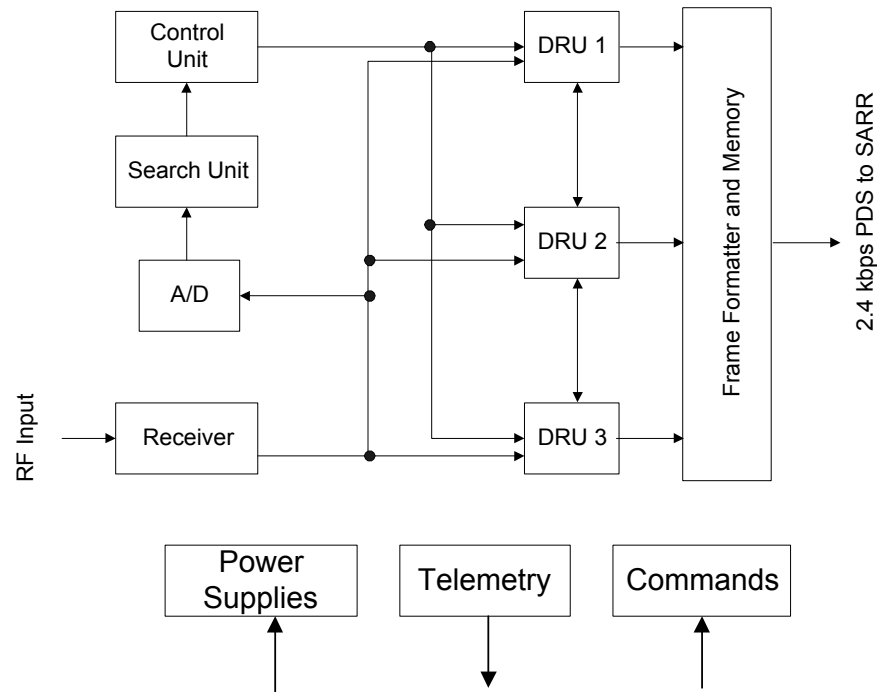 Control
Unit
DRU 1
Search Unit
DRU 2
A/D
Receiver
DRU 3
RF Input
Frame Formatter and Memory
2.4 kbps PDS to SARR
Power
Supplies
Telemetry
Commands